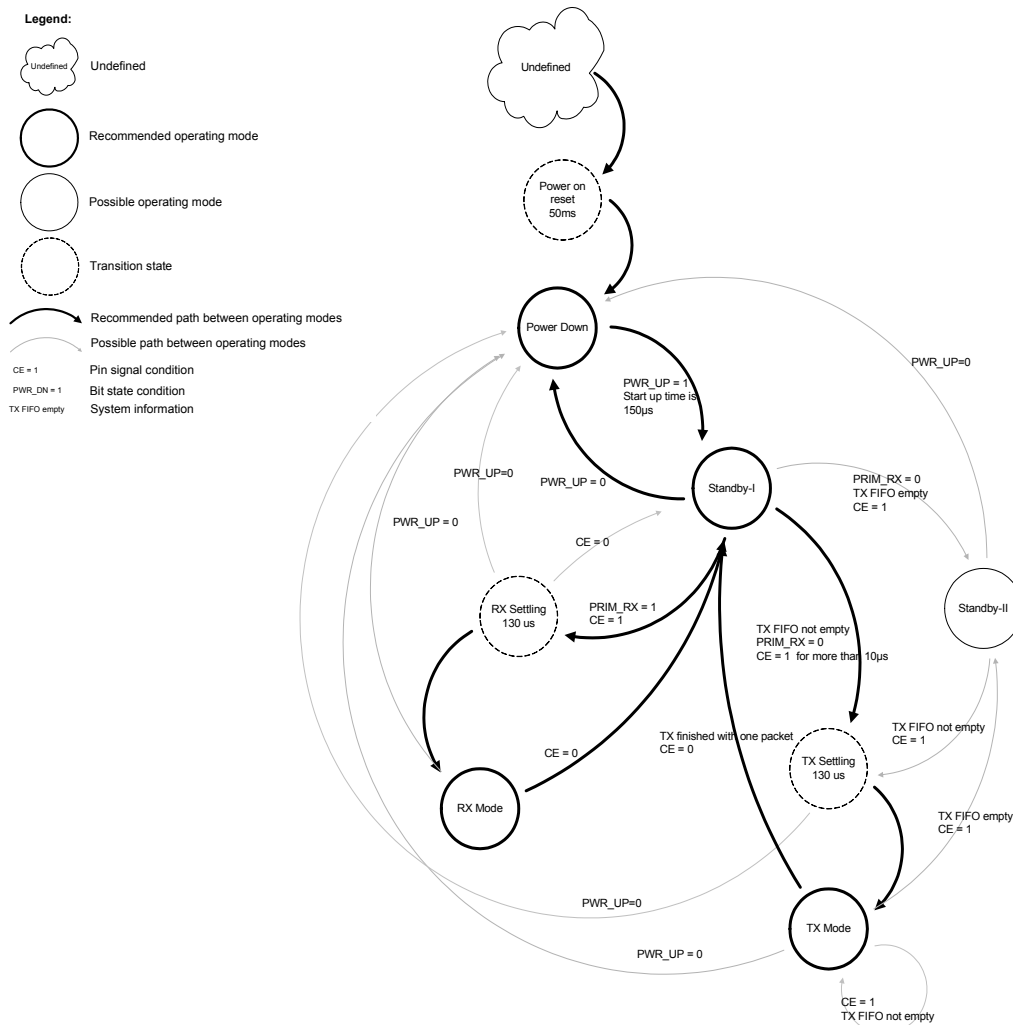 Legend:
Undefined
Undefined
Recommended operating mode
Possible operating mode
Transition state
Recommended path between operating modes
Possible path between operating modes
CE = 1
Pin signal condition
PWR_DN = 1
Bit state condition
TX FIFO empty
System information
Undefined
Power on
reset
50ms
Power Down
PWR_UP=0
PWR_UP = 1
Start up time is
150µs
PWR_UP=0
PWR_UP = 0
Standby-I
PRIM_RX = 0
TX FIFO empty
CE = 1
PWR_UP = 0
CE = 0
RX Settling
130 us
PRIM_RX = 1
CE = 1
Standby-II
TX FIFO not empty
PRIM_RX = 0
CE = 1 for more than 10µs
TX finished with one packet
CE = 0
CE = 0
TX FIFO not empty
CE = 1
TX Settling
130 us
RX Mode
TX FIFO empty
CE = 1
PWR_UP=0
TX Mode
PWR_UP = 0
CE = 1
TX FIFO not empty